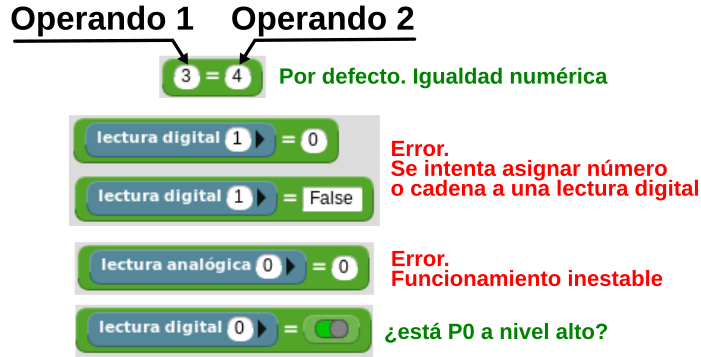 Operando 1 Operando 2
3 = 4 Por defecto. Igualdad numérica
lectura digital 1 = 0
Error.
Se intenta asignar número
o cadena a una lectura digital
lectura digital 1 = False
lectura analógica 0 = 0
Error.
Funcionamiento inestable
lectura digital 0 = ¿está P0 a nivel alto?